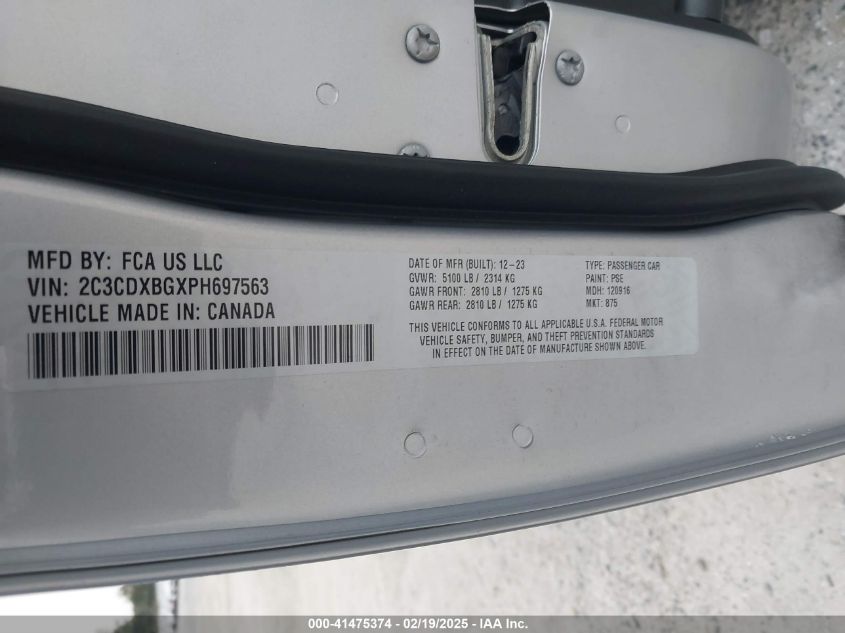 MFD BY: FCA US LLC
VIN: 2C3CDXBGXPH697563
VEHICLE MADE IN: CANADA
DATE OF MFR (BUILT): 12-23
GVWR: 5100 LB / 2314 KG
GAWR FRONT: 2810 LB / 1275 KG
GAWR REAR: 2810 LB / 1275 KG
TYPE: PASSENGER CAR
PAINT: PSE
MDH: 120916
MKT: 875
THIS VEHICLE CONFORMS TO ALL APPLICABLE U.S.A. FEDERAL MOTOR
VEHICLE SAFETY, BUMPER, AND THEFT PREVENTION STANDARDS
IN EFFECT ON THE DATE OF MANUFACTURE SHOWN ABOVE.
000-41475374 - 02/19/2025 - IAA Inc.